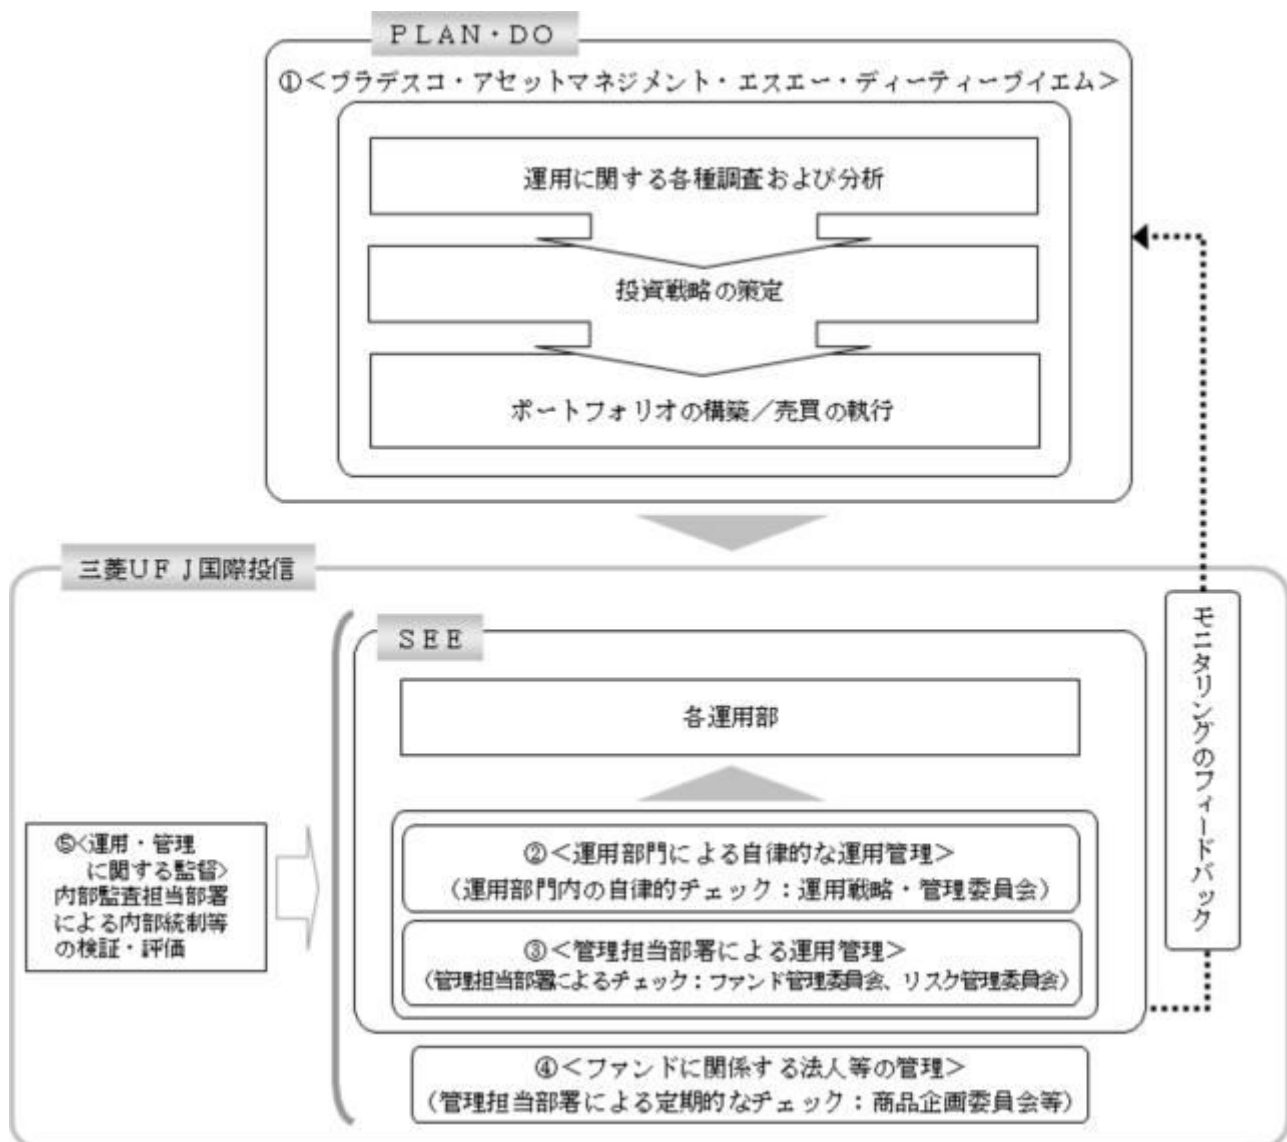 ＰＬＡＮ・ＤＯ
①＜ブラデスコ・アセットマネジメント・エスエー・ディーティーブイエム＞
運用に関する各種調査および分析
投資戦略の策定
ポートフォリオの構築／売買の執行
三菱ＵＦＪ国際投信
ＳＥＥ
各運用部
②＜運用部門による自律的な運用管理＞
（運用部門内の自律的チェック：運用戦略・管理委員会）
③＜管理担当部署による運用管理＞
（管理担当部署によるチェック：ファンド管理委員会、リスク管理委員会）
④＜ファンドに関係する法人等の管理＞
（管理担当部署による定期的なチェック：商品企画委員会等）
⑤＜運用・管理
に関する監督＞
内部監査担当部署
による内部統制等
の検証・評価
モニタリングのフィードバック